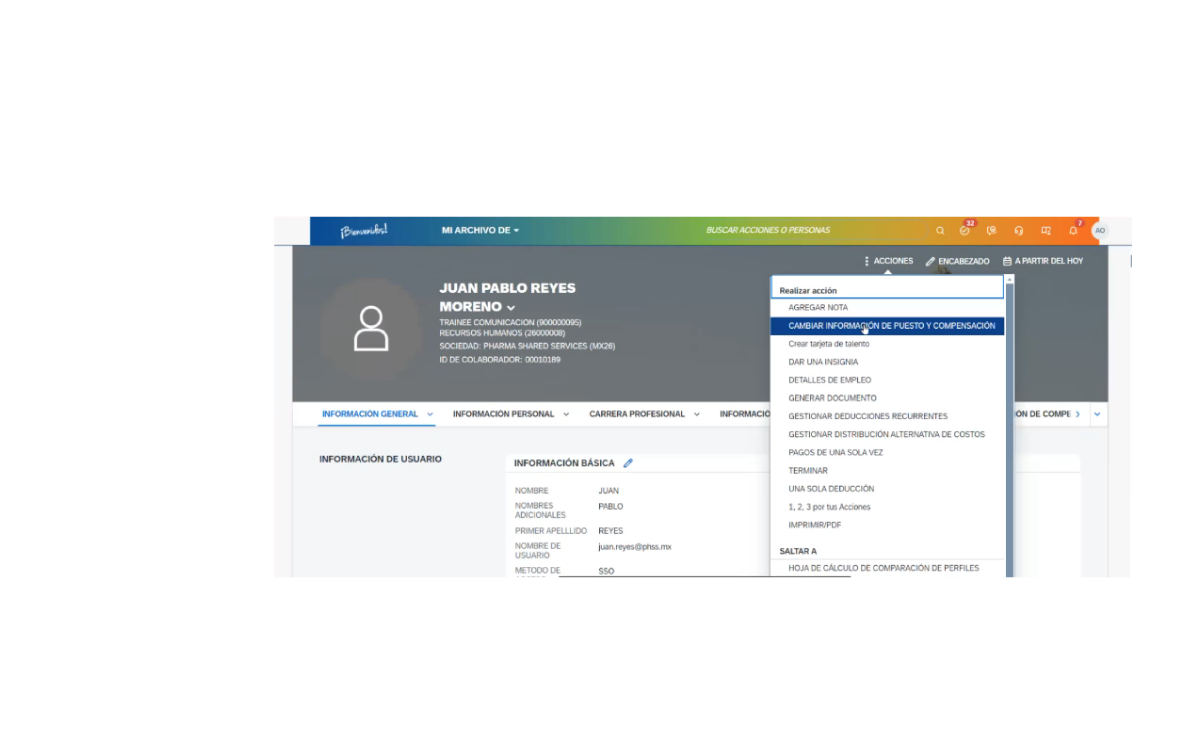 ¡Bienvenidos!
MI ARCHIVO DE
BUSCAR ACCIONES O PERSONAS
32
7
AO
ACCIONES
ENCABEZADO
A PARTIR DEL HOY
JUAN PABLO REYES
MORENO
TRAINEE COMUNICACION (900000095)
RECURSOS HUMANOS (26000008)
SOCIEDAD: PHARMA SHARED SERVICES (MX26)
ID DE COLABORADOR: 00010189
Realizar acción
AGREGAR NOTA
CAMBIAR INFORMACIÓN DE PUESTO Y COMPENSACIÓN
Crear tarjeta de talento
DAR UNA INSIGNIA
DETALLES DE EMPLEO
GENERAR DOCUMENTO
GESTIONAR DEDUCCIONES RECURRENTES
GESTIONAR DISTRIBUCIÓN ALTERNATIVA DE COSTOS
PAGOS DE UNA SOLA VEZ
TERMINAR
UNA SOLA DEDUCCIÓN
1, 2, 3 por tus Acciones
IMPRIMIR/PDF
SALTAR A
HOJA DE CÁLCULO DE COMPARACIÓN DE PERFILES
INFORMACIÓN GENERAL
INFORMACIÓN PERSONAL
CARRERA PROFESIONAL
INFORMACIO
ÓN DE COMPE
INFORMACIÓN DE USUARIO
INFORMACIÓN BÁSICA
NOMBRE JUAN
NOMBRES PABLO
ADICIONALES
PRIMER APELLLIDO REYES
NOMBRE DE juan.reyes@phss.mx
USUARIO
METODO DE SSO